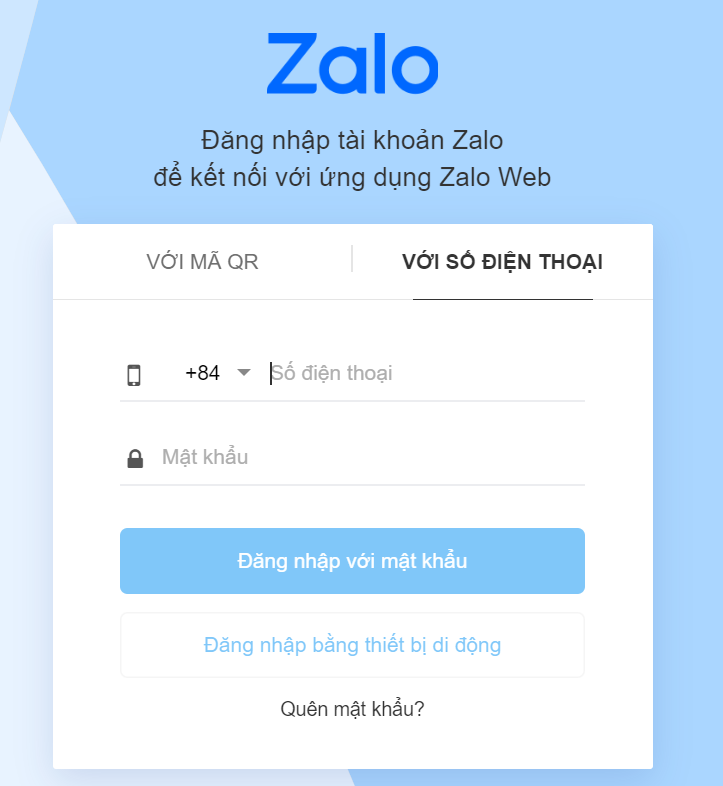 Zalo
Đăng nhập tài khoản Zalo
để kết nối với ứng dụng Zalo Web
VỚI MÃ QR
VỚI SỐ ĐIỆN THOẠI
+84 Số điện thoại
Mật khẩu
Đăng nhập với mật khẩu
Đăng nhập bằng thiết bị di động
Quên mật khẩu?